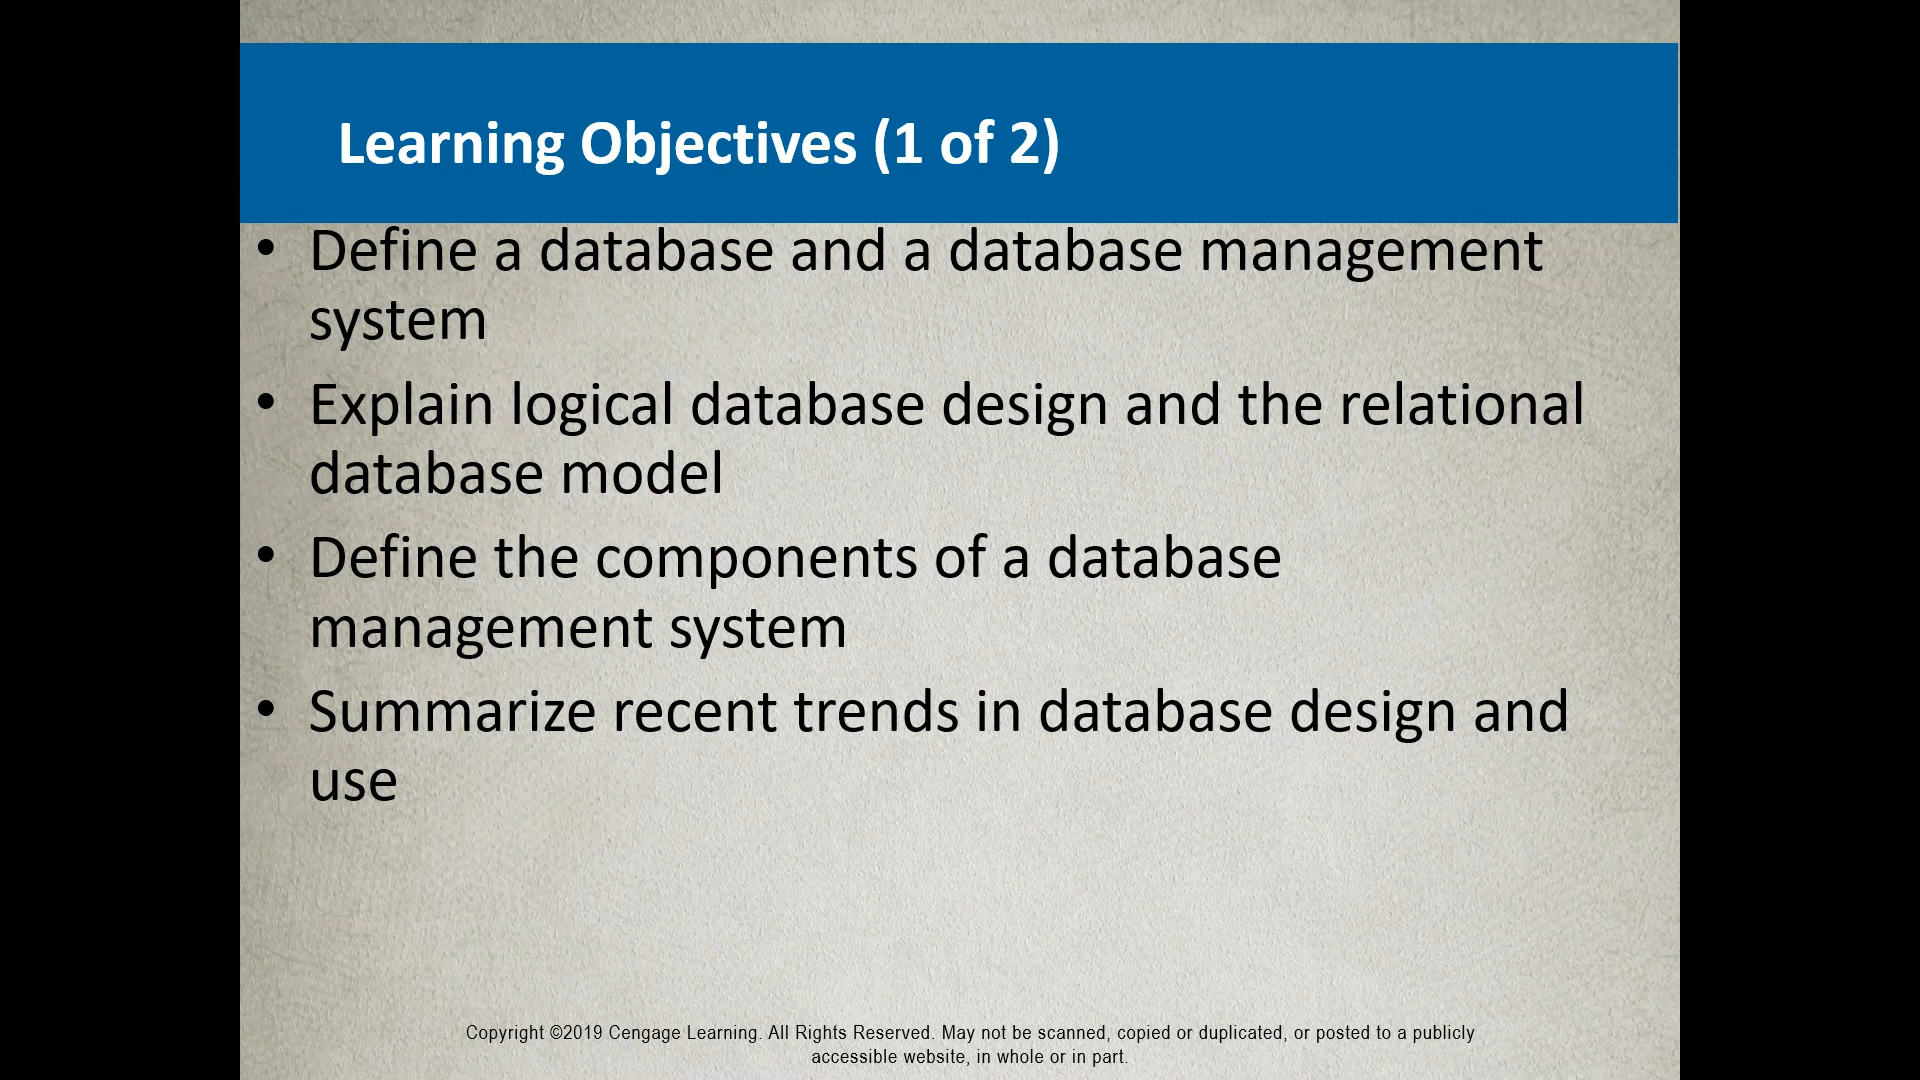 Learning Objectives (1 of 2)
• Define a database and a database management
system
• Explain logical database design and the relational
database model
• Define the components of a database
management system
• Summarize recent trends in database design and
use
Copyright ©2019 Cengage Learning. All Rights Reserved. May not be scanned, copied or duplicated, or posted to a publicly
accessible website, in whole or in part.